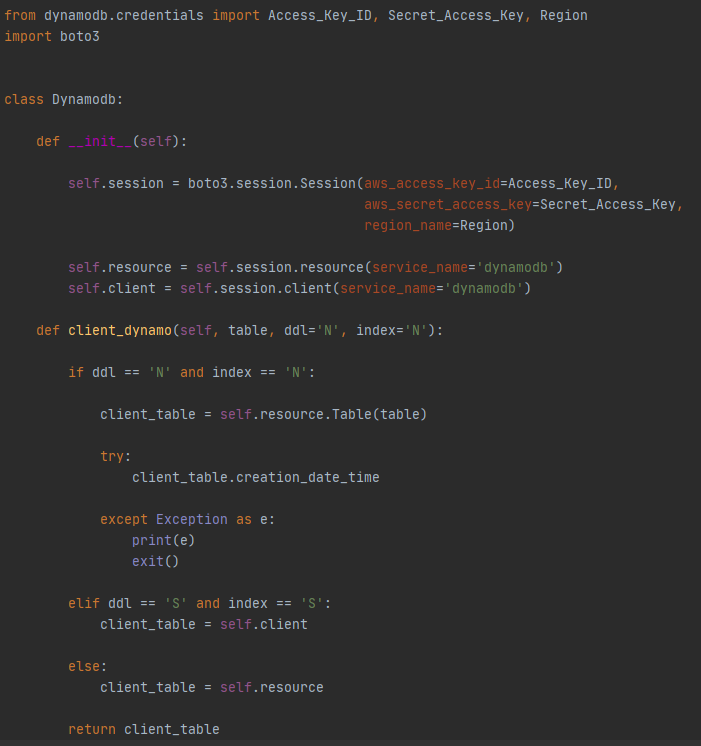 from dynamodb.credentials import Access_Key_ID, Secret_Access_Key, Region
import boto3
class Dynamodb:
def __init__(self):
self.session = boto3.session.Session(aws_access_key_id=Access_Key_ID,
aws_secret_access_key=Secret_Access_Key,
region_name=Region)
self.resource = self.session.resource(service_name='dynamodb')
self.client = self.session.client(service_name='dynamodb')
def client_dynamo(self, table, ddl='N', index='N'):
if ddl == 'N' and index == 'N':
client_table = self.resource.Table(table)
try:
client_table.creation_date_time
except Exception as e:
print(e)
exit()
elif ddl == 'S' and index == 'S':
client_table = self.client
else:
client_table = self.resource
return client_table